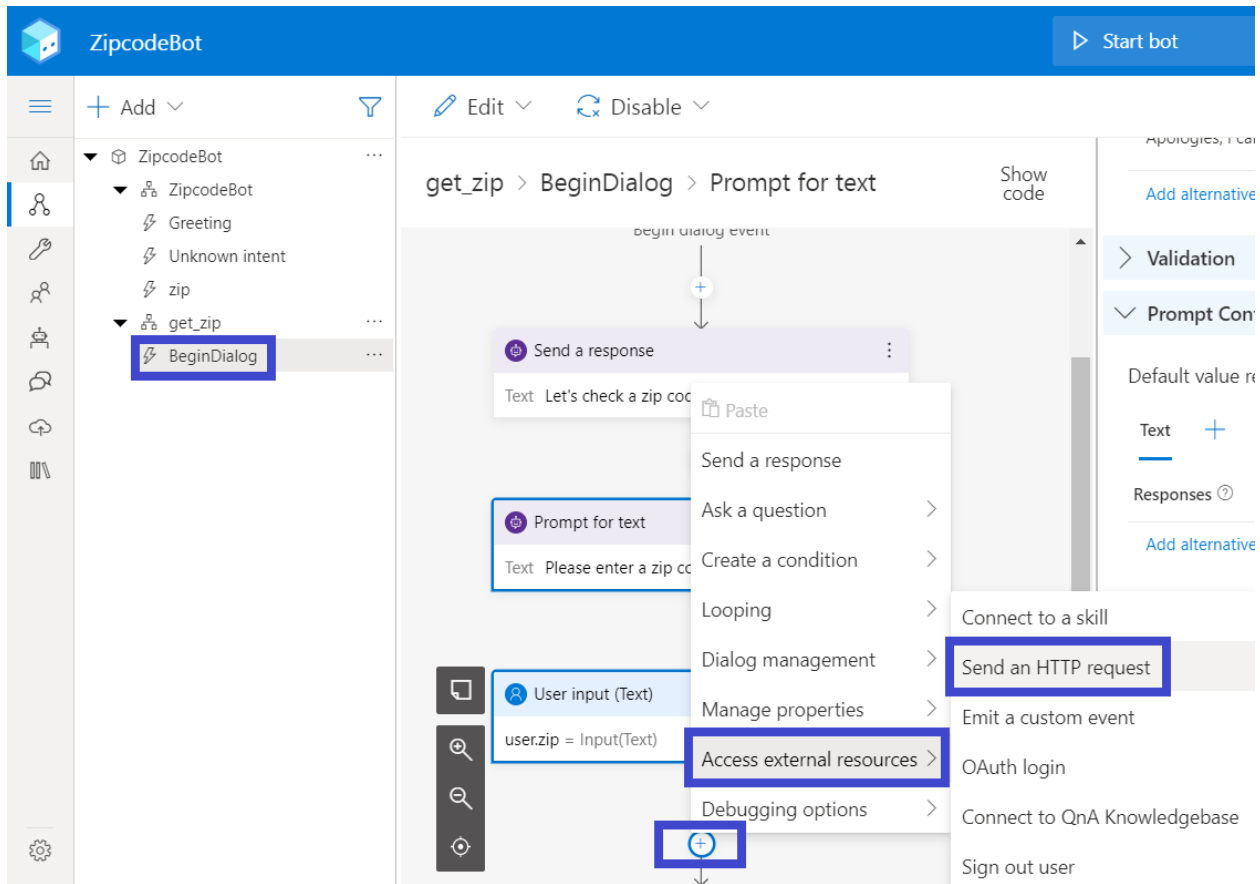 ZipcodeBot
Start bot
Add
Edit
Disable
ZipcodeBot
ZipcodeBot
Greeting
Unknown intent
zip
get_zip
BeginDialog
get_zip > BeginDialog > Prompt for text
Show
code
Begin dialog event
Send a response
Text Let's check a zip
Prompt for text
Text Please enter a zip
User input (Text)
user.zip = Input(Text)
Paste
Send a response
Ask a question
Create a condition
Looping
Dialog management
Manage properties
Access external resources
Debugging options
Connect to a skill
Send an HTTP request
Emit a custom event
OAuth login
Connect to QnA Knowledgebase
Sign out user
Apologies, I
Add alternative
Validation
Prompt
Default value
Text
Responses
Add alternative